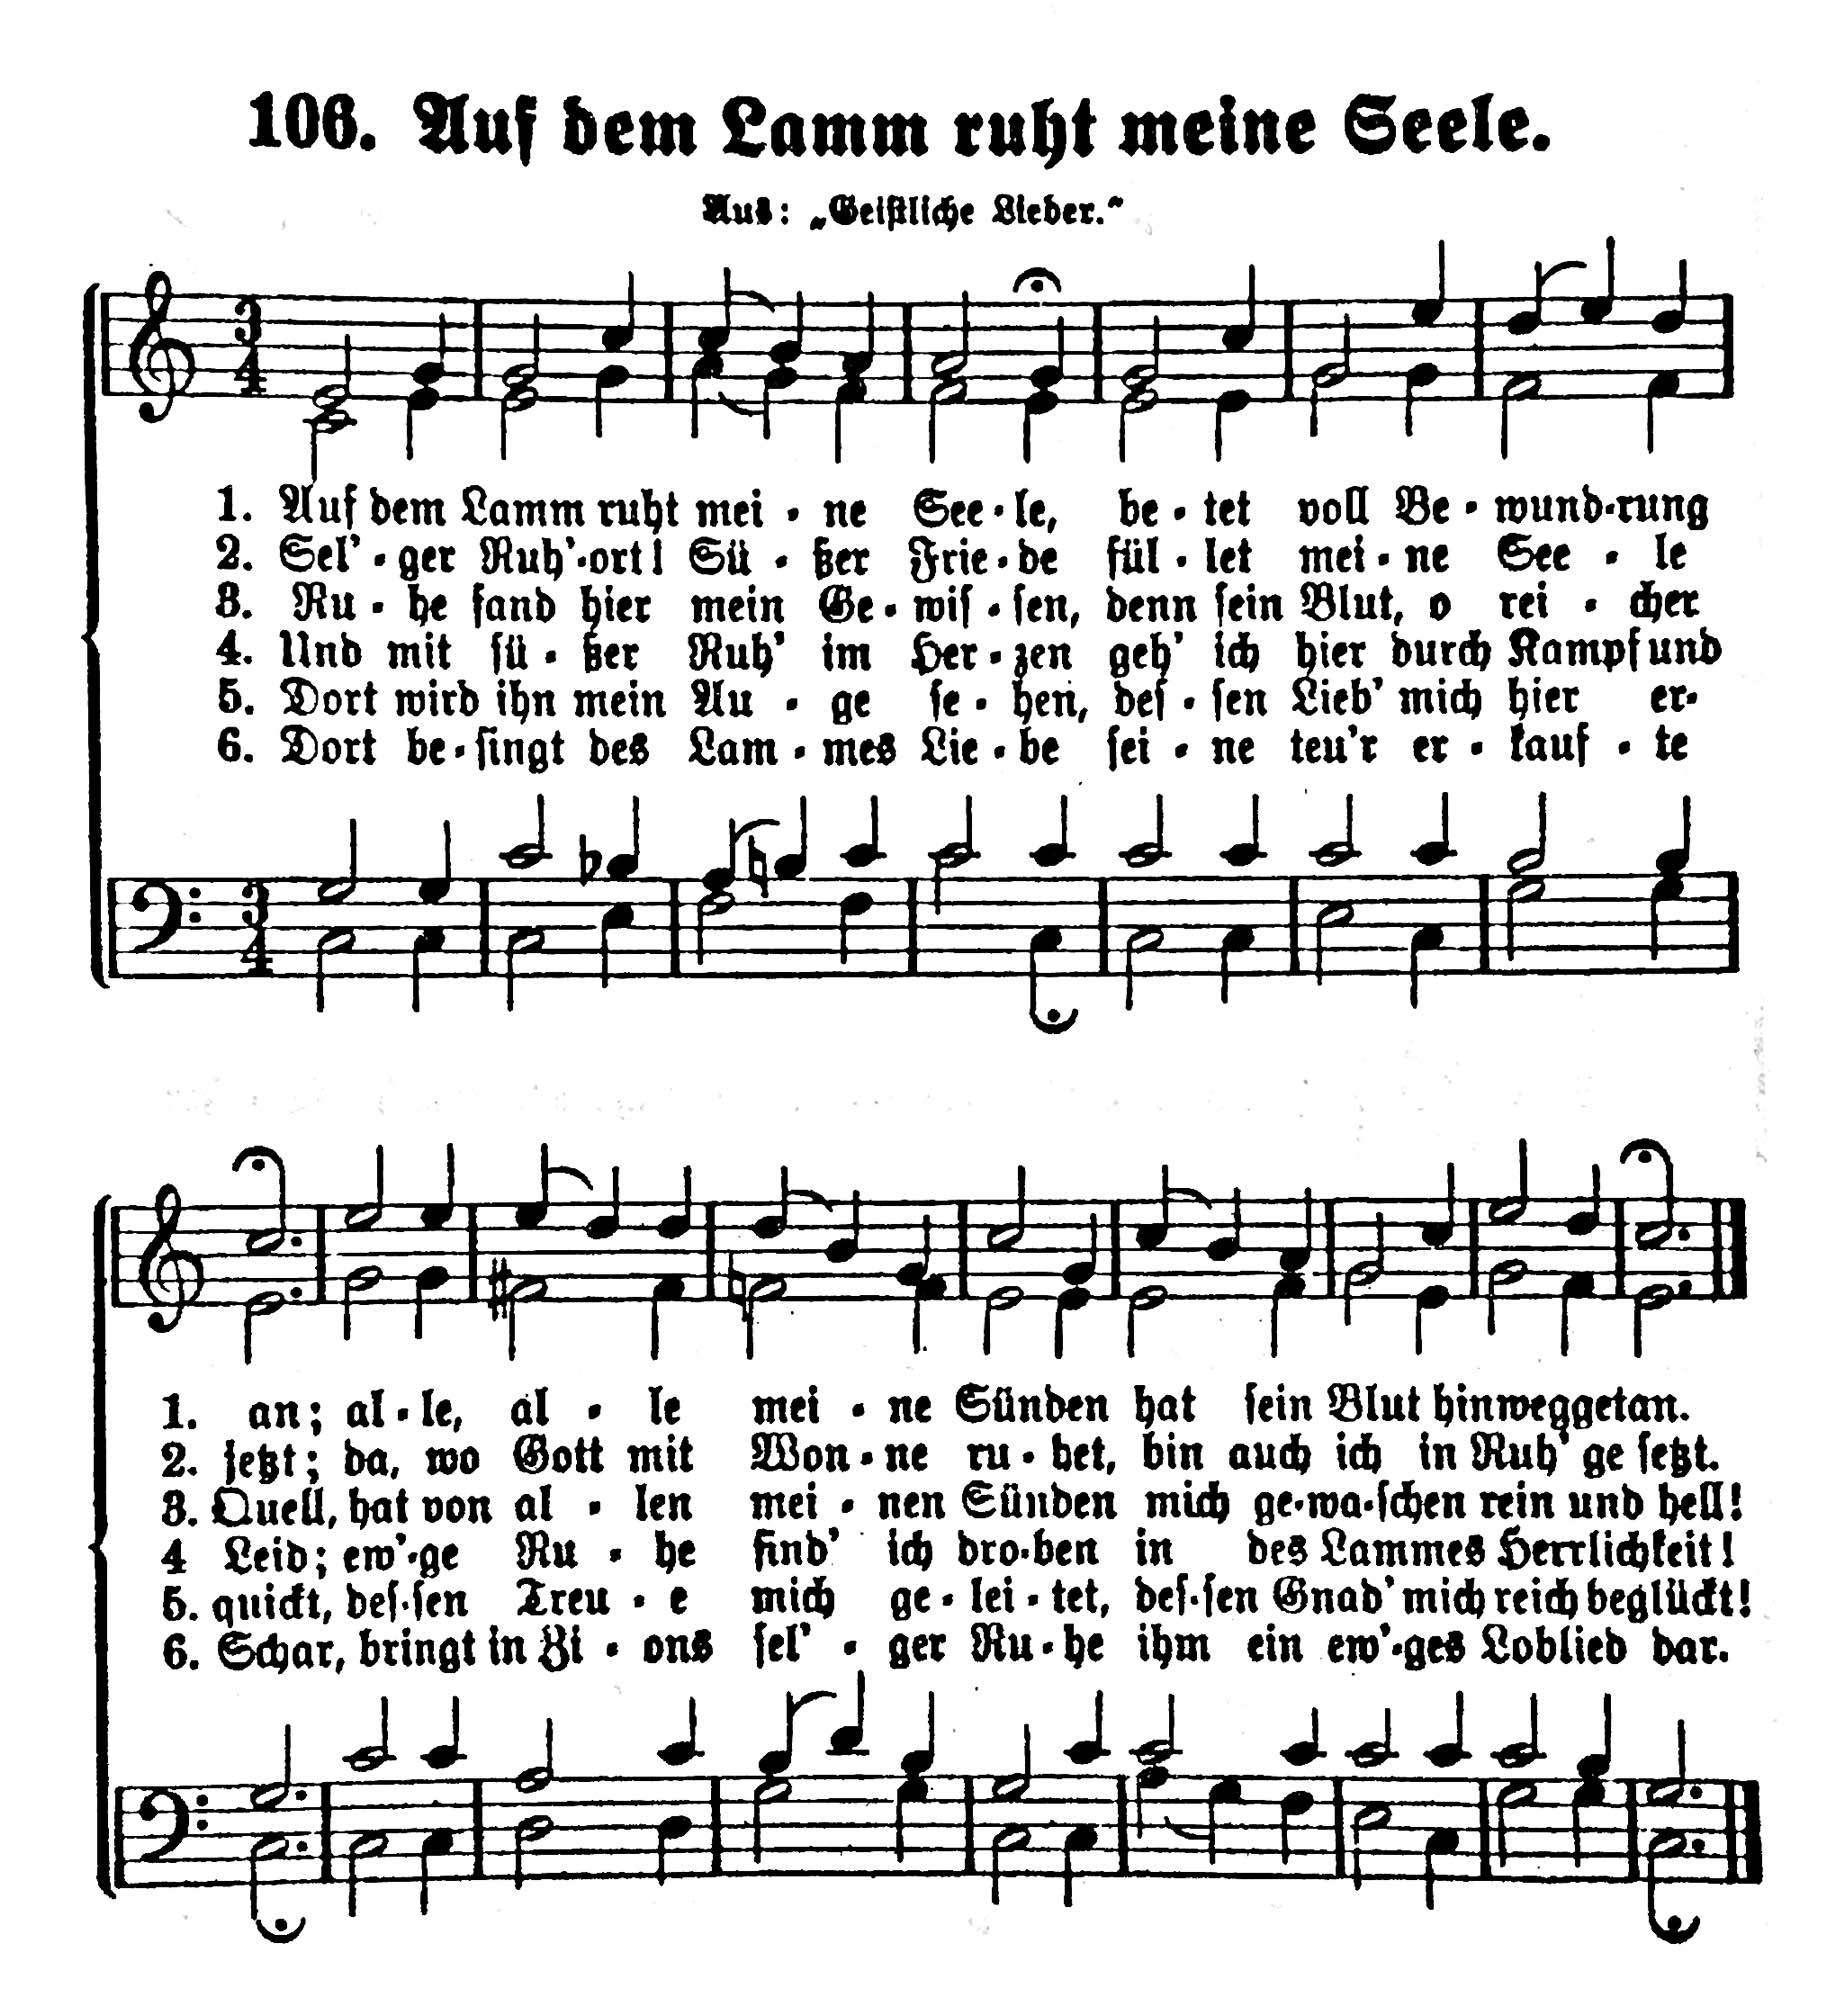 106. Auf dem Lamm ruht meine Seele.
Aus: „Geistliche Lieder.“
1. Auf dem Lamm ruht mei - ne See - le, be - tet voll Be - wund-rung
2. Sel' - ger Ruh'-ort! Sü - ßer Frie - de fül - let mei - ne See - le
3. Ru - he fand hier mein Ge - wis - sen, denn sein Blut, o rei - cher
4. Und mit sü - ßer Ruh' im Her - zen geh' ich hier durch Kampf und
5. Dort wird ihn mein Au - ge se - hen, des - sen Lieb' mich hier er-
6. Dort be - singt des Lam - mes Lie - be sei - ne teu'r er - kauf - te
1. an; al - le, al - le mei - ne Sünden hat sein Blut hinweggetan.
2. jetzt; da, wo Gott mit Won - ne ru - het, bin auch ich in Ruh' ge setzt.
3. Quell, hat von al - len mei - nen Sünden mich ge-wa-schen rein und hell!
4 Leid; ew'-ge Ru - he find' ich dro-ben in des Lammes Herrlichkeit!
5. quickt, des-sen Treu - e mich ge - lei - tet, des-sen Gnad' mich reich beglückt!
6. Schar, bringt in Zi - ons sel' - ger Ru - he ihm ein ew'-ges Loblied dar.